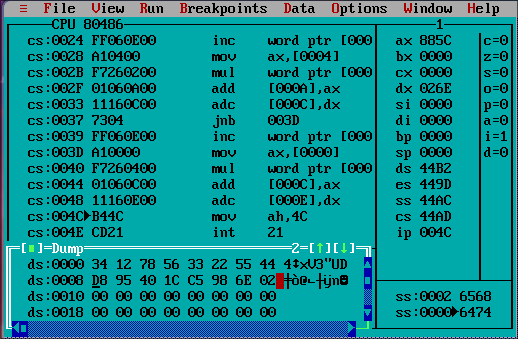 ≡ File View Run Breakpoints Data Options Window Help
CPU 80486 1
cs:0024 FF060E00 inc word ptr [000 ax 885C c=0
cs:0028 A10400 mov ax,[0004] bx 0000 z=0
cs:002B F7260200 mul word ptr [000 cx 0000 s=0
cs:002F 01060A00 add [000A],ax dx 026E o=0
cs:0033 11160C00 adc [000C],dx si 0000 p=0
cs:0037 7304 jnb 003D di 0000 a=0
cs:0039 FF060E00 inc word ptr [000 bp 0000 i=1
cs:003D A10000 mov ax,[0000] sp 0000 d=0
cs:0040 F7260400 mul word ptr [000 ds 44B2
cs:0044 01060C00 add [000C],ax es 449D
cs:0048 11160E00 adc [000E],dx ss 44AC
cs:004C►B44C mov ah,4C cs 44AD
cs:004E CD21 int 21 ip 004C
[■]=Dump 2=[↑][↓]
ds:0000 34 12 78 56 33 22 55 44 4↕xV3"UD
ds:0008 D8 95 40 1C C5 98 6E 02 ╪ò@∟┼ÿn☻
ds:0010 00 00 00 00 00 00 00 00
ds:0018 00 00 00 00 00 00 00 00
ss:0002 6568
ss:0000►6474